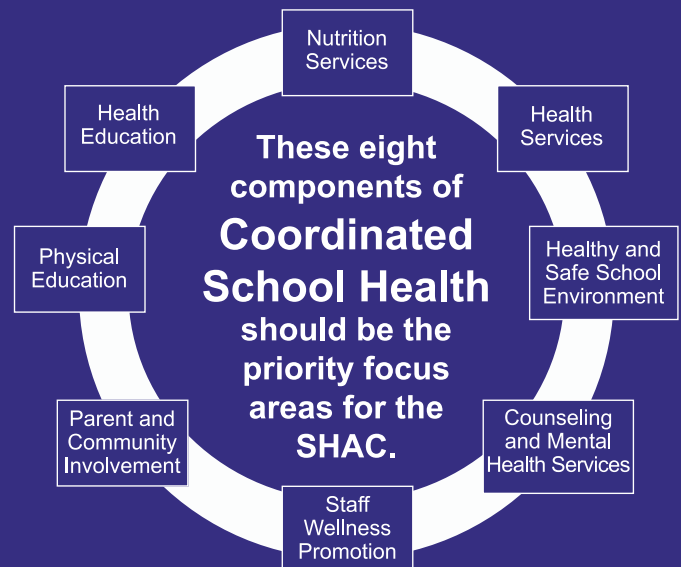 Nutrition
Services
Health
Services
Healthy and
Safe School
Environment
Counseling
and Mental
Health Services
Staff
Wellness
Promotion
Parent and
Community
Involvement
Physical
Education
Health
Education
These eight
components of
Coordinated
School Health
should be the
priority focus
areas for the
SHAC.